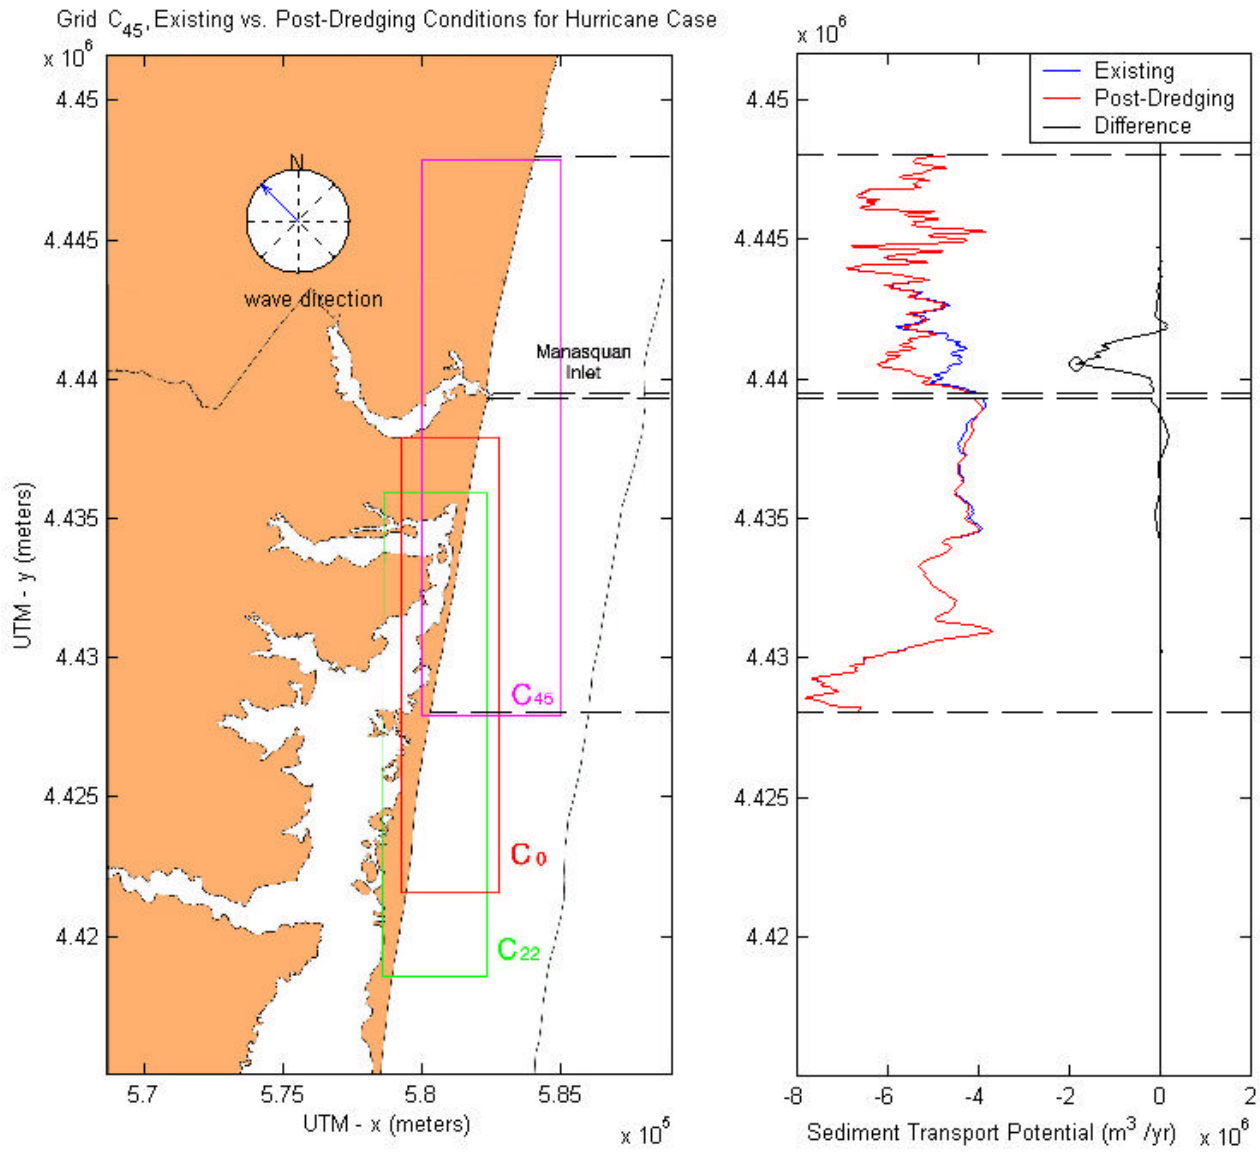 Grid C45, Existing vs. Post-Dredging Conditions for Hurricane Case
x 10^6
4.45
4.445
4.44
4.435
4.43
4.425
4.42
UTM - y (meters)
N
wave direction
Manasquan
Inlet
C45
C0
C22
5.7
5.75
5.8
5.85
UTM - x (meters)
x 10^5
x 10^6
Existing
Post-Dredging
Difference
4.45
4.445
4.44
4.435
4.43
4.425
4.42
-8
-6
-4
-2
0
2
Sediment Transport Potential (m^3 /yr)
x 10^6